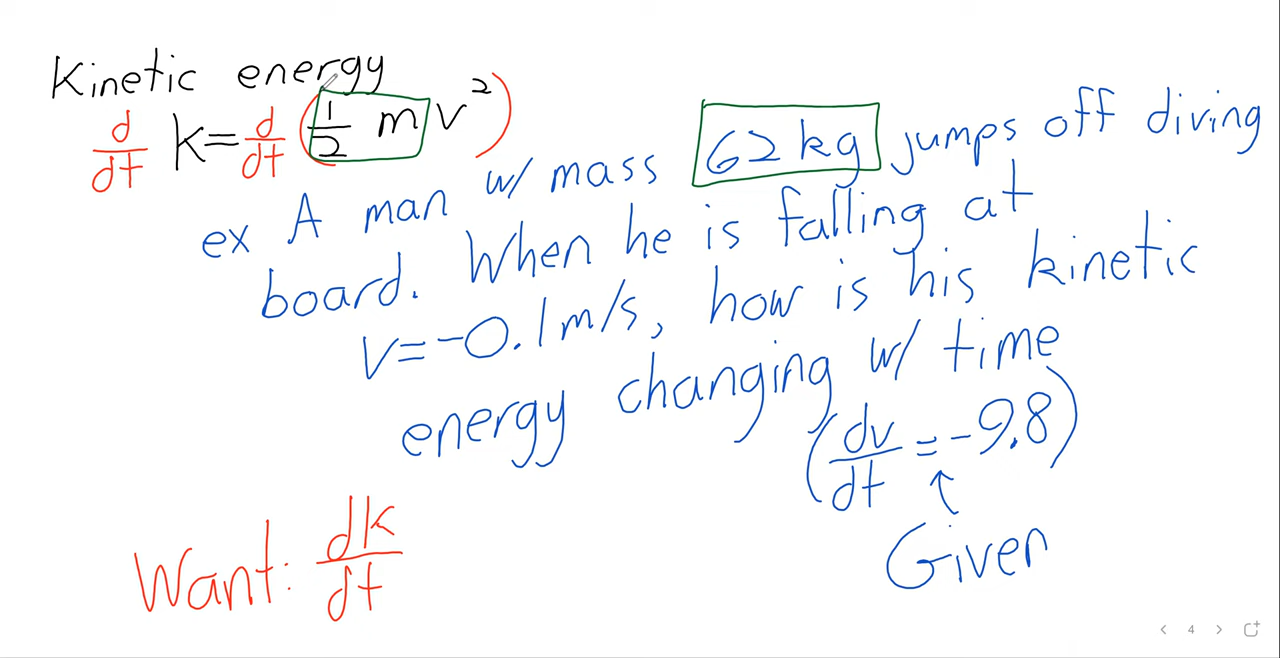 Kinetic energy
d/dt K = d/dt (1/2 m v²)
ex A man w/ mass 62 kg jumps off diving
board. When he is falling at
v = -0.1 m/s, how is his kinetic
energy changing w/ time
(dv/dt = -9.8)
↑
Given
Want: dk/dt
< 4 >